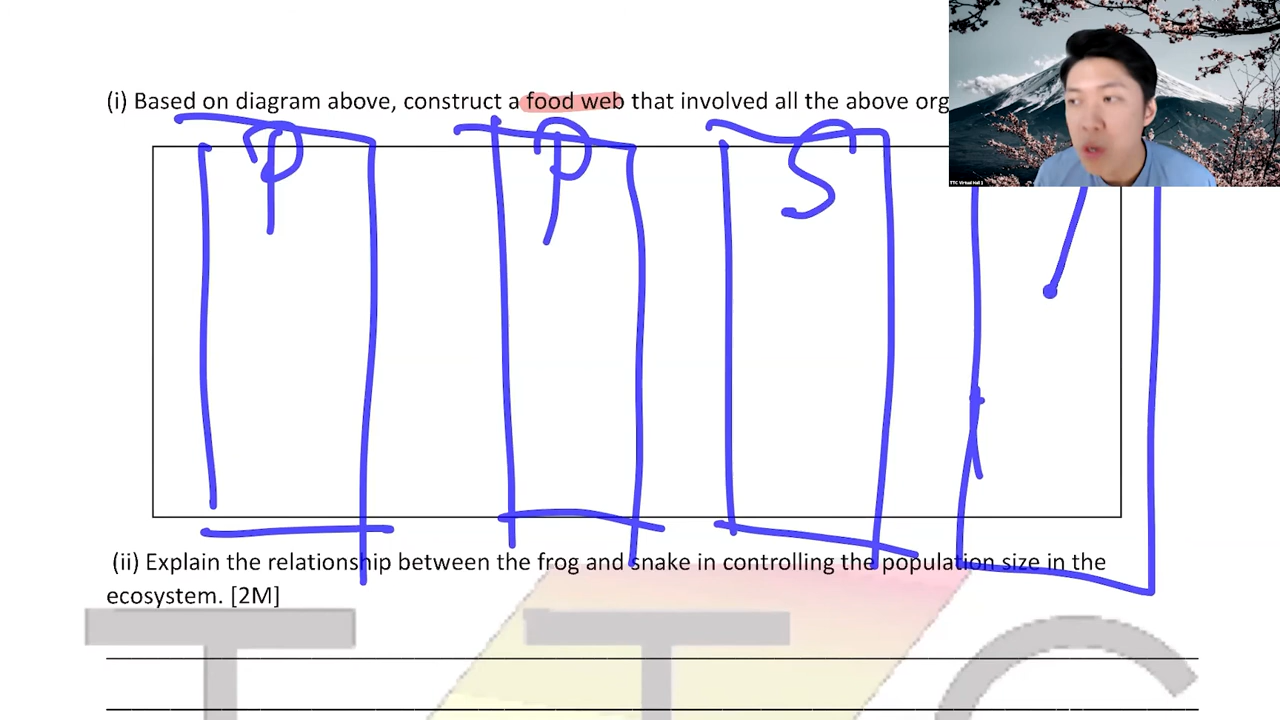 (i) Based on diagram above, construct a food web that involved all the above org
P P S
(ii) Explain the relationship between the frog and snake in controlling the population size in the
ecosystem. [2M]
T T C